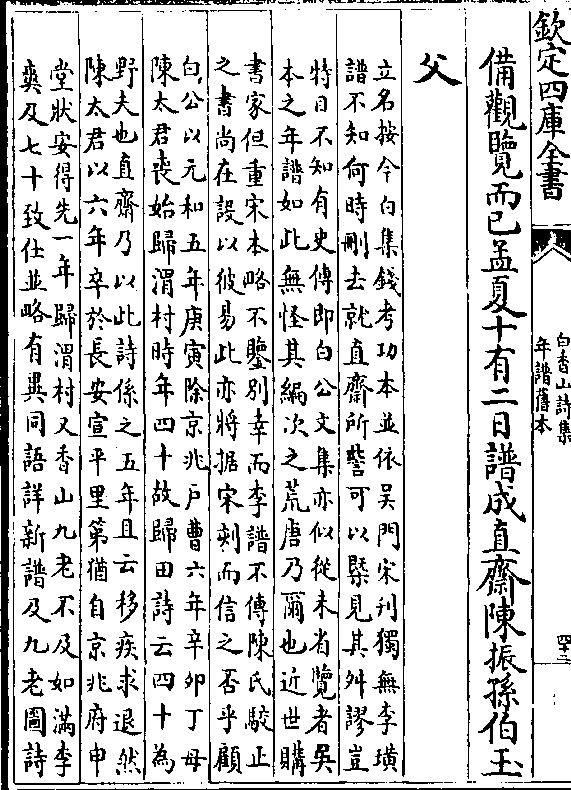 欽定四庫全書
白香山詩集
年譜舊本
四十三
備觀覽而已孟夏十有二日譜成直齋陳振孫伯玉
父
立名按今白集錢考功本並依吳門宋刊獨無李璜
譜不知何時刪去就直齋所訾可以槩見其舛謬豈
特目不知有史傳即白公文集亦似從未省覽者吳
本之年譜如此無怪其編次之荒唐乃爾也近世購
書家但重宋本略不鑒別幸而李譜不傳陳氏駁正
之書尚在設以彼易此亦將据宋刻而信之否乎顧
白公以元和五年庚寅除京兆户曹六年辛卯丁母
陳太君喪始歸渭村時年四十故歸田詩云四十為
野夫也直齋乃以此詩係之五年且云移疾求退然
陳太君以六年卒於長安宣平里第猶自京兆府申
堂狀安得先一年歸渭村又香山九老不及如滿李
奭及七十致仕並略有異同語詳新譜及九老圖詩